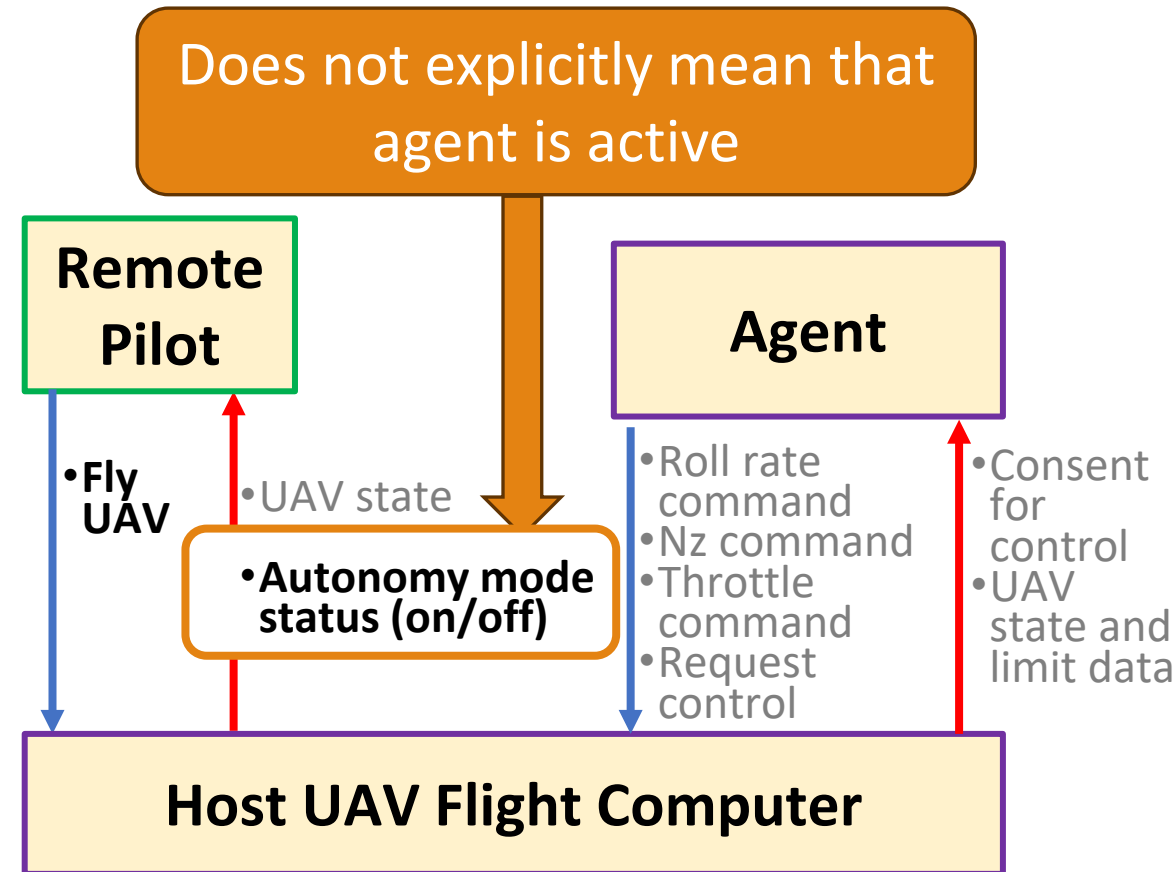 Does not explicitly mean that
agent is active
Remote
Pilot
Agent
•Fly
UAV
•UAV state
•Autonomy mode
status (on/off)
•Roll rate
command
•Nz command
•Throttle
command
•Request
control
•Consent
for
control
•UAV
state and
limit data
Host UAV Flight Computer